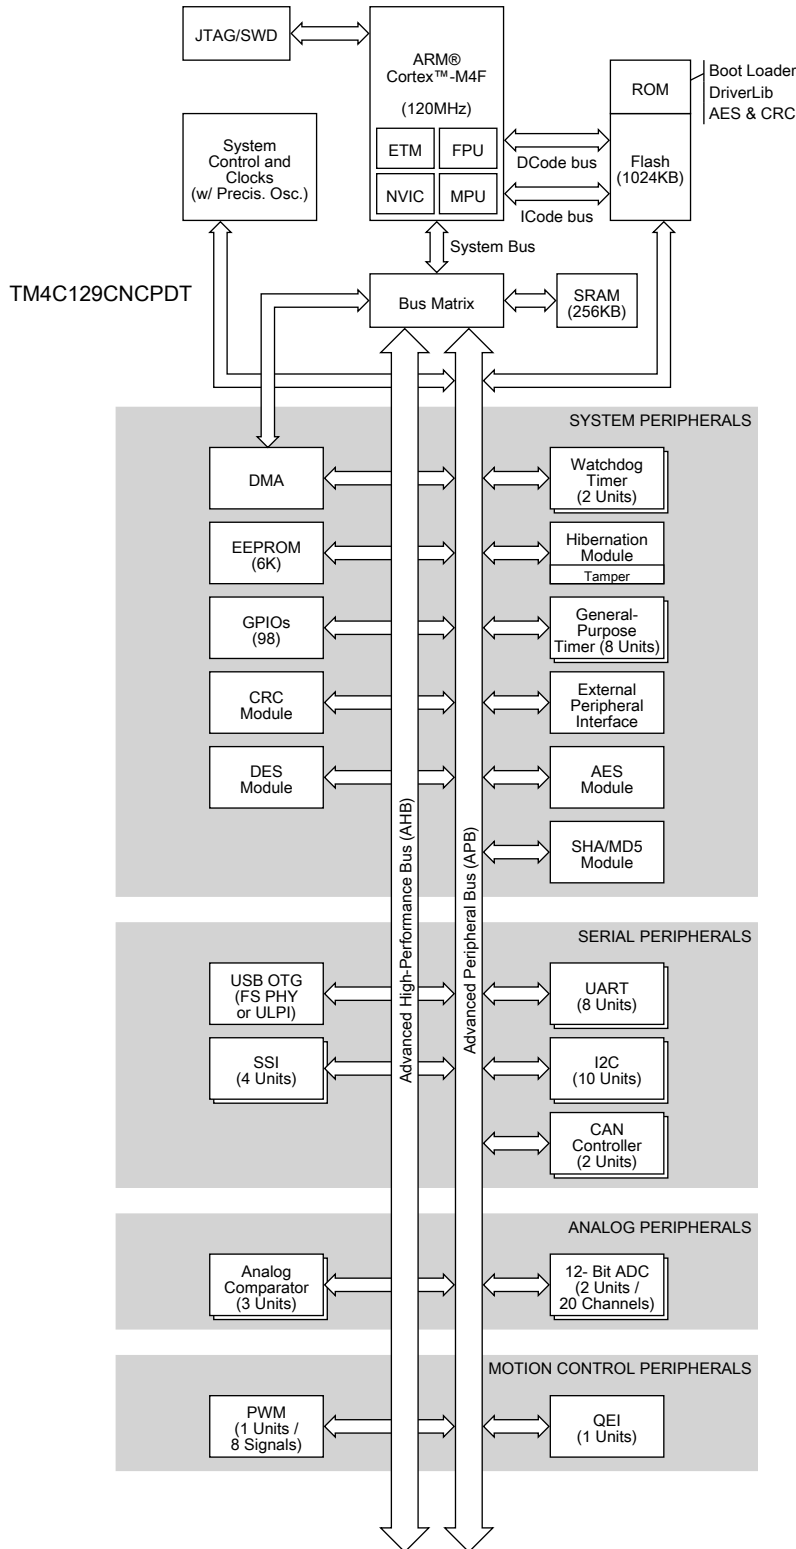 JTAG/SWD
ARM®
Cortex™-M4F
(120MHz)
ETM
FPU
NVIC
MPU
ROM
Boot Loader
DriverLib
AES & CRC
Flash
(1024KB)
DCode bus
ICode bus
System
Control and
Clocks
(w/ Precis. Osc.)
System Bus
TM4C129CNCPDT
Bus Matrix
SRAM
(256KB)
SYSTEM PERIPHERALS
DMA
Watchdog
Timer
(2 Units)
EEPROM
(6K)
Hibernation
Module
Tamper
GPIOs
(98)
General-
Purpose
Timer (8 Units)
CRC
Module
External
Peripheral
Interface
DES
Module
AES
Module
SHA/MD5
Module
Advanced High-Performance Bus (AHB)
Advanced Peripheral Bus (APB)
SERIAL PERIPHERALS
USB OTG
(FS PHY
or ULPI)
UART
(8 Units)
SSI
(4 Units)
I2C
(10 Units)
CAN
Controller
(2 Units)
ANALOG PERIPHERALS
Analog
Comparator
(3 Units)
12- Bit ADC
(2 Units /
20 Channels)
MOTION CONTROL PERIPHERALS
PWM
(1 Units /
8 Signals)
QEI
(1 Units)